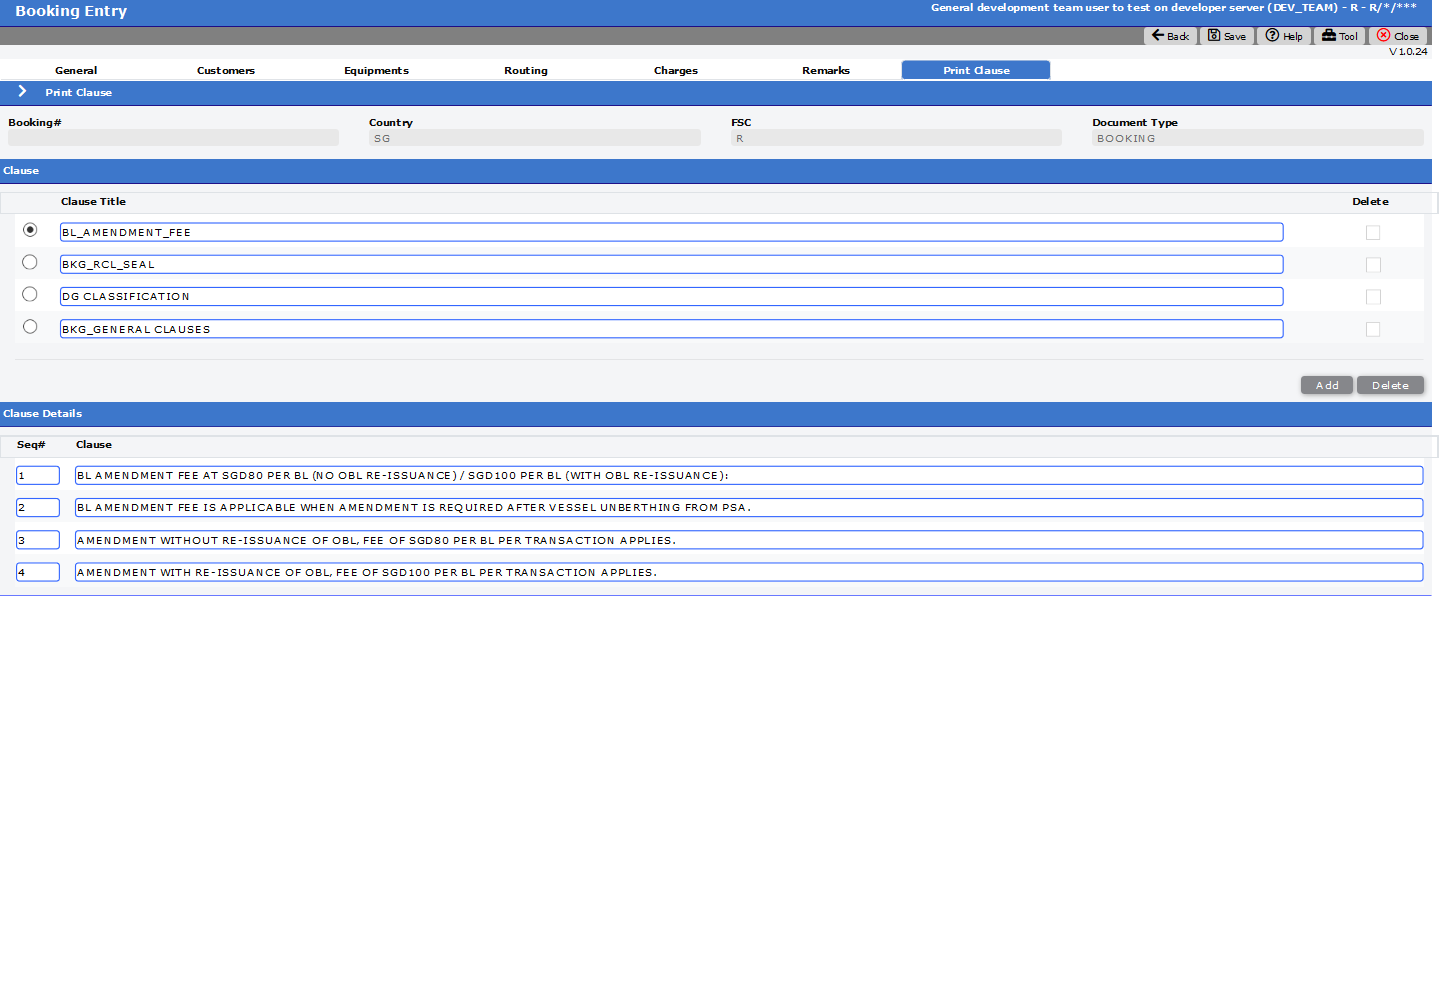 Booking Entry
General development team user to test on developer server (DEV_TEAM) - R - R/*/***
Back Save Help Tool Close
V 1.0.24
General Customers Equipments Routing Charges Remarks Print Clause
Print Clause
Booking# Country FSC Document Type
SG R BOOKING
Clause
Clause Title Delete
BL_AMENDMENT_FEE
BKG_RCL_SEAL
DG CLASSIFICATION
BKG_GENERAL CLAUSES
Add Delete
Clause Details
Seq# Clause
1 BL AMENDMENT FEE AT SGD80 PER BL (NO OBL RE-ISSUANCE) / SGD100 PER BL (WITH OBL RE-ISSUANCE):
2 BL AMENDMENT FEE IS APPLICABLE WHEN AMENDMENT IS REQUIRED AFTER VESSEL UNBERTHING FROM PSA.
3 AMENDMENT WITHOUT RE-ISSUANCE OF OBL, FEE OF SGD80 PER BL PER TRANSACTION APPLIES.
4 AMENDMENT WITH RE-ISSUANCE OF OBL, FEE OF SGD100 PER BL PER TRANSACTION APPLIES.